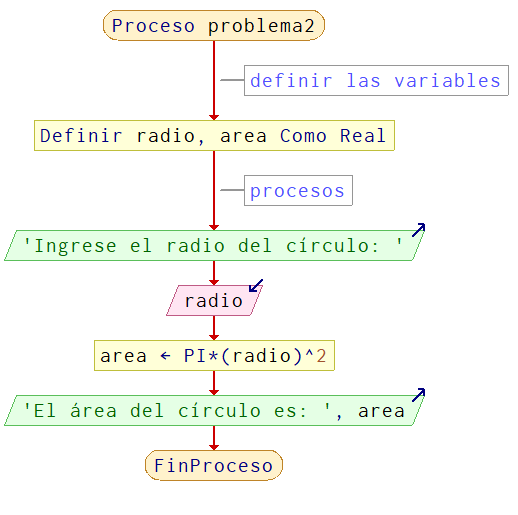 Proceso problema2
definir las variables
Definir radio, area Como Real
procesos
'Ingrese el radio del círculo: '
radio
area ← PI*(radio)^2
'El área del círculo es: ', area
FinProceso